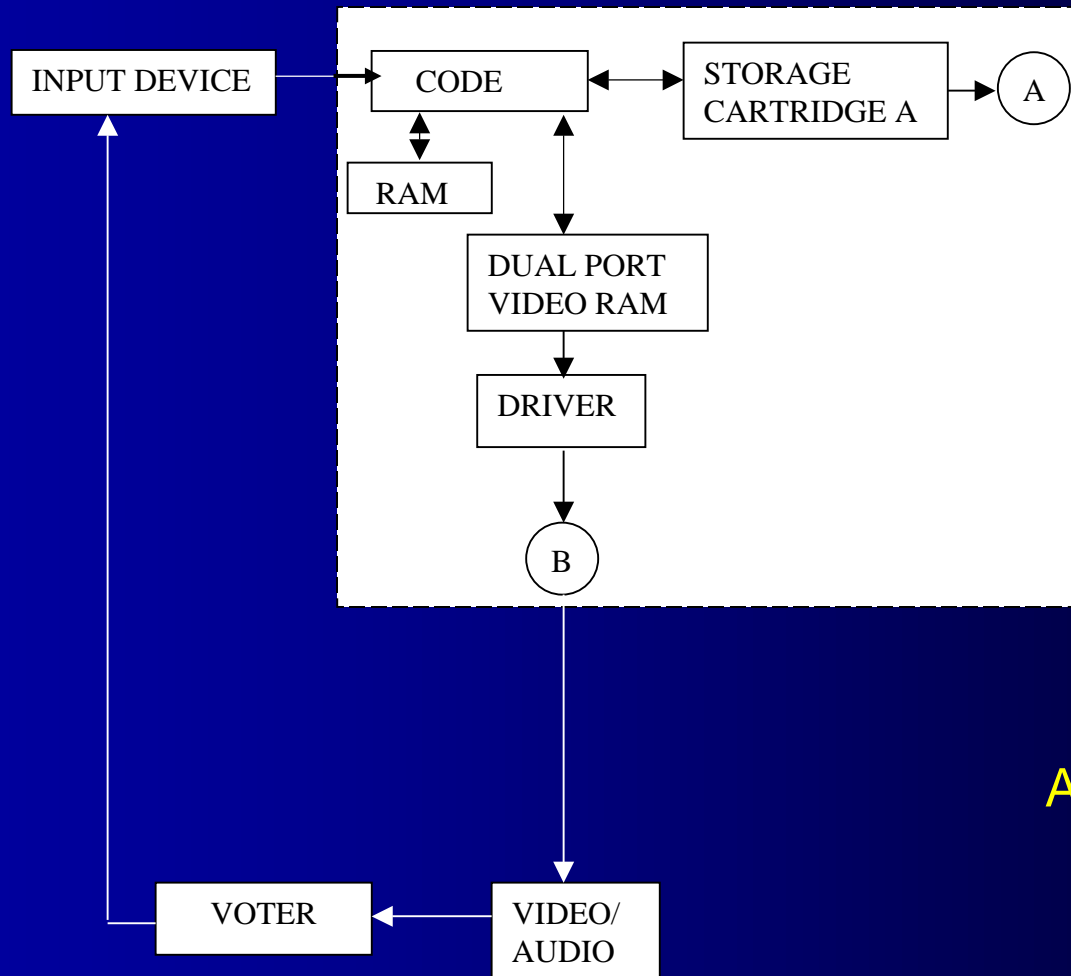 INPUT DEVICE
CODE
STORAGE
CARTRIDGE A
A
RAM
DUAL PORT
VIDEO RAM
DRIVER
B
A
VOTER
VIDEO/
AUDIO